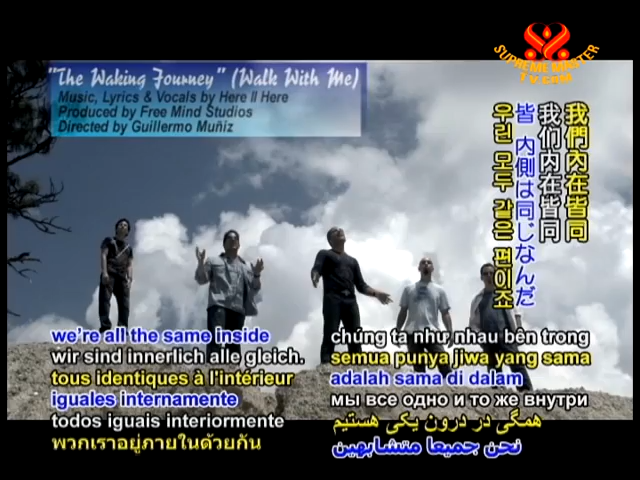 SUPREME MASTER
TV.COM
"The Waking Journey" (Walk With Me)
Music, Lyrics & Vocals by Here II Here
Produced by Free Mind Studios
Directed by Guillermo Muñiz
我們內在皆同
我们内在皆同
皆 内側は同じなんだ
우린 모두 같은 편이죠
we're all the same inside
wir sind innerlich alle gleich.
tous identiques à l'intérieur
iguales internamente
todos iguais interiormente
พวกเราอยู่ภายในด้วยกัน
chúng ta như nhau bên trong
semua punya jiwa yang sama
adalah sama di dalam
мы все одно и то же внутри
همگی در درون یکی هستیم
نحن جميعا متشابهين